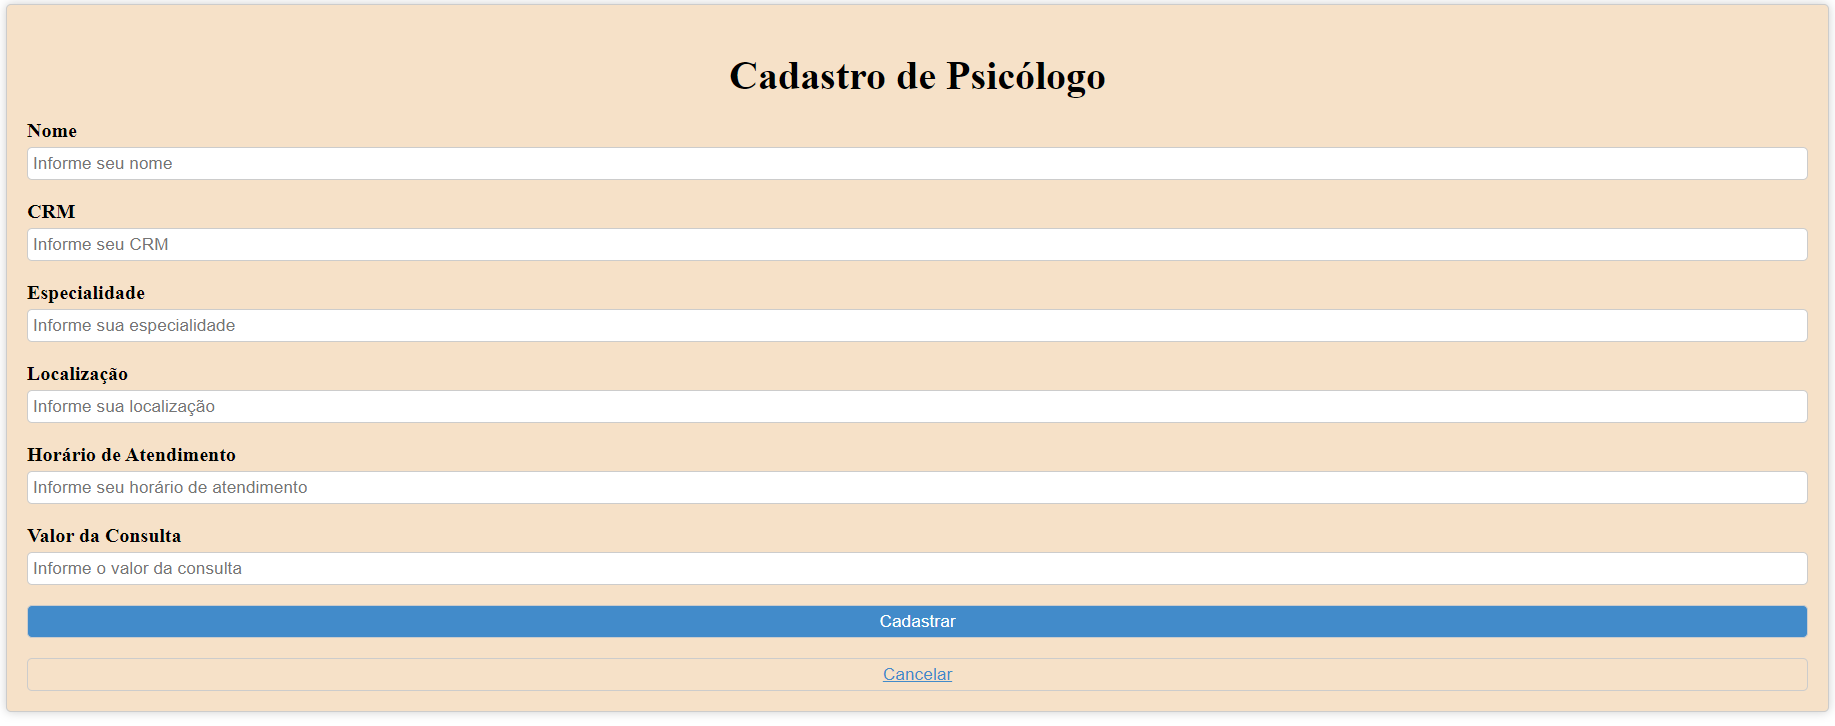 Cadastro de Psicólogo
Nome
Informe seu nome
CRM
Informe seu CRM
Especialidade
Informe sua especialidade
Localização
Informe sua localização
Horário de Atendimento
Informe seu horário de atendimento
Valor da Consulta
Informe o valor da consulta
Cadastrar
Cancelar